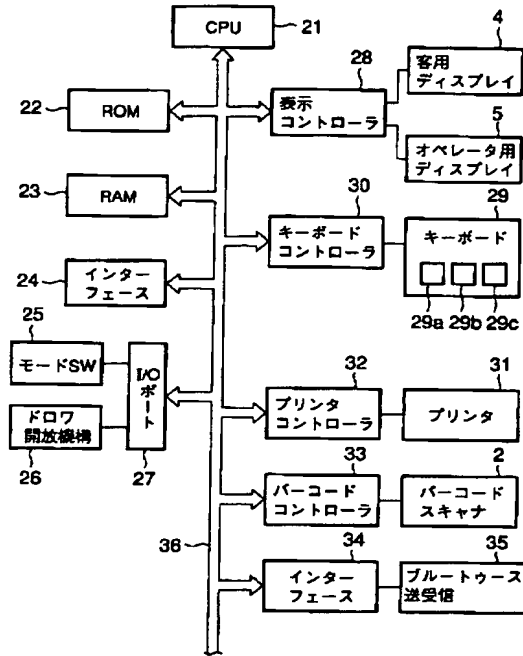 CPU
21
4
客用
ディスプレイ
28
22
ROM
表示
コントローラ
5
オペレータ用
ディスプレイ
23
RAM
30
29
キーボード
コントローラ
キーボード
29a
29b
29c
24
インター
フェース
25
モードSW
I/O
ポート
ドロワ
開放機構
26
27
32
プリンタ
コントローラ
31
プリンタ
33
バーコード
コントローラ
2
バーコード
スキャナ
36
34
インター
フェース
35
ブルートゥース
送受信